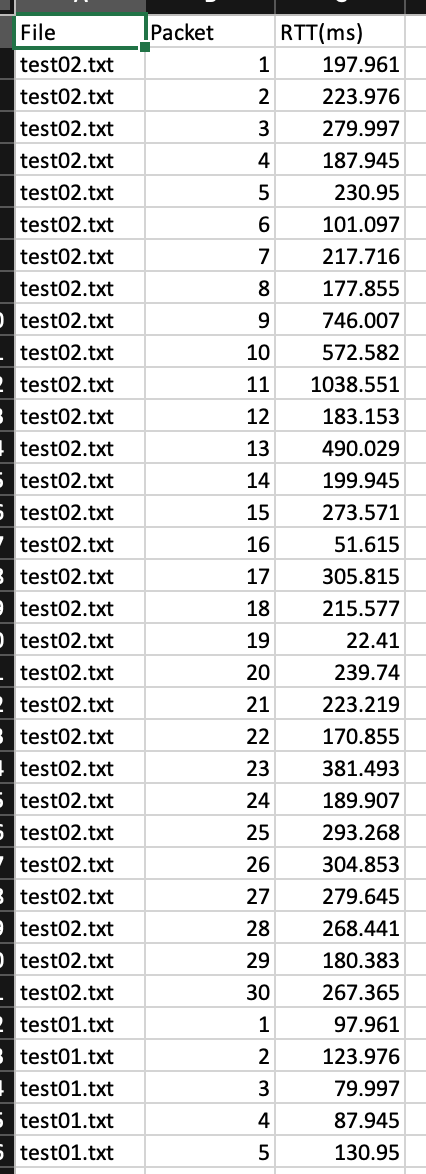 File Packet RTT(ms)
test02.txt 1 197.961
test02.txt 2 223.976
test02.txt 3 279.997
test02.txt 4 187.945
test02.txt 5 230.95
test02.txt 6 101.097
test02.txt 7 217.716
test02.txt 8 177.855
test02.txt 9 746.007
test02.txt 10 572.582
test02.txt 11 1038.551
test02.txt 12 183.153
test02.txt 13 490.029
test02.txt 14 199.945
test02.txt 15 273.571
test02.txt 16 51.615
test02.txt 17 305.815
test02.txt 18 215.577
test02.txt 19 22.41
test02.txt 20 239.74
test02.txt 21 223.219
test02.txt 22 170.855
test02.txt 23 381.493
test02.txt 24 189.907
test02.txt 25 293.268
test02.txt 26 304.853
test02.txt 27 279.645
test02.txt 28 268.441
test02.txt 29 180.383
test02.txt 30 267.365
test01.txt 1 97.961
test01.txt 2 123.976
test01.txt 3 79.997
test01.txt 4 87.945
test01.txt 5 130.95